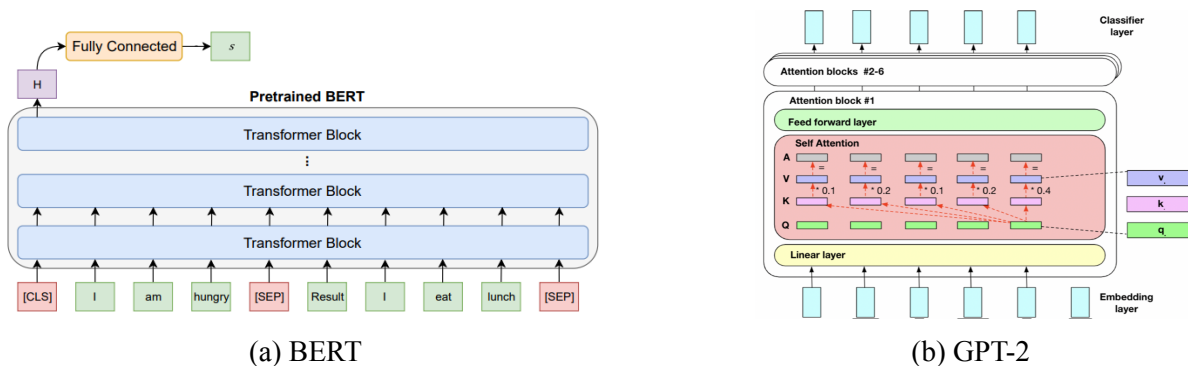 Fully Connected
s
H
Pretrained BERT
Transformer Block
⋮
Transformer Block
Transformer Block
[CLS] I am hungry [SEP] Result I eat lunch [SEP]
(a) BERT
Classifier layer
Attention blocks #2-6
Attention block #1
Feed forward layer
Self Attention
A
= = = = =
V
* 0.1 * 0.2 * 0.1 * 0.2 * 0.4
K
Q
v.
k.
q.
Linear layer
Embedding layer
(b) GPT-2